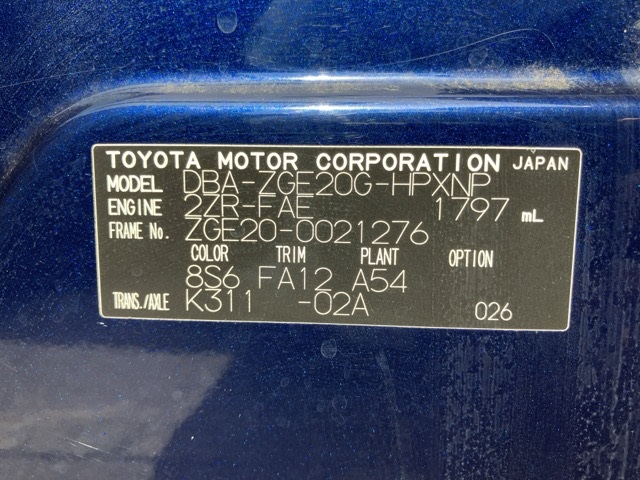 TOYOTA MOTOR CORPORATION JAPAN
MODEL DBA-ZGE20G-HPXNP
ENGINE 2ZR-FAE 1797 mL
FRAME No. ZGE20-0021276
COLOR TRIM PLANT OPTION
8S6 FA12 A54
TRANS./AXLE K311 -02A 026